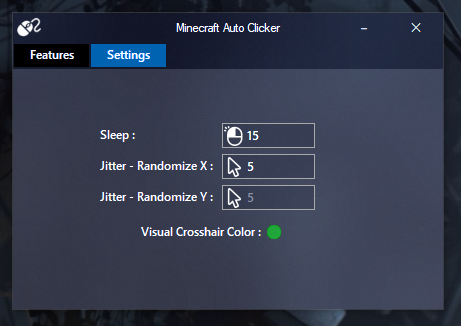 Minecraft Auto Clicker
Features Settings
Sleep : 15
Jitter - Randomize X : 5
Jitter - Randomize Y : 5
Visual Crosshair Color :